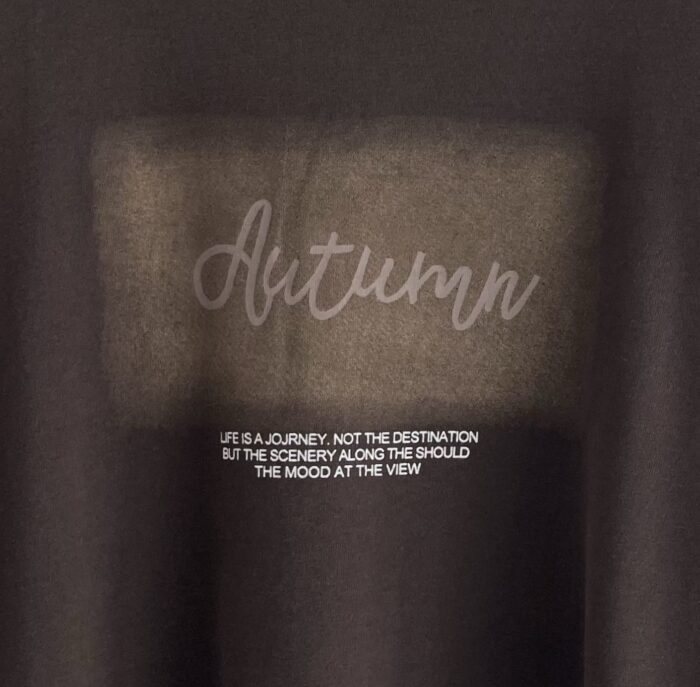 Autumn
LIFE IS A JOJRNEY. NOT THE DESTINATION
BUT THE SCENERY ALONG THE SHOULD
THE MOOD AT THE VIEW